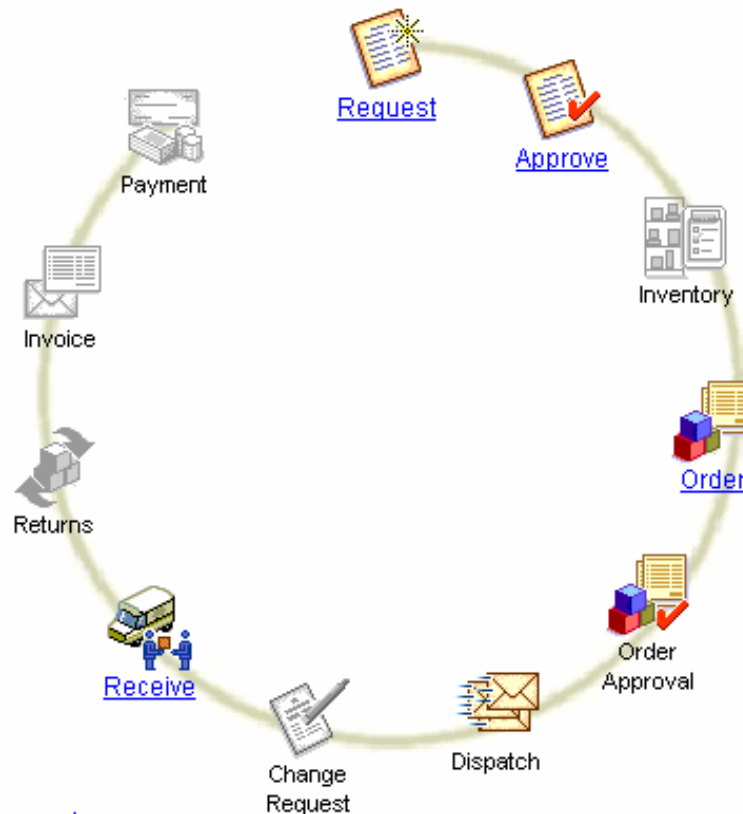 Request
Approve
Inventory
Order
Order
Approval
Dispatch
Change
Request
Receive
Returns
Invoice
Payment